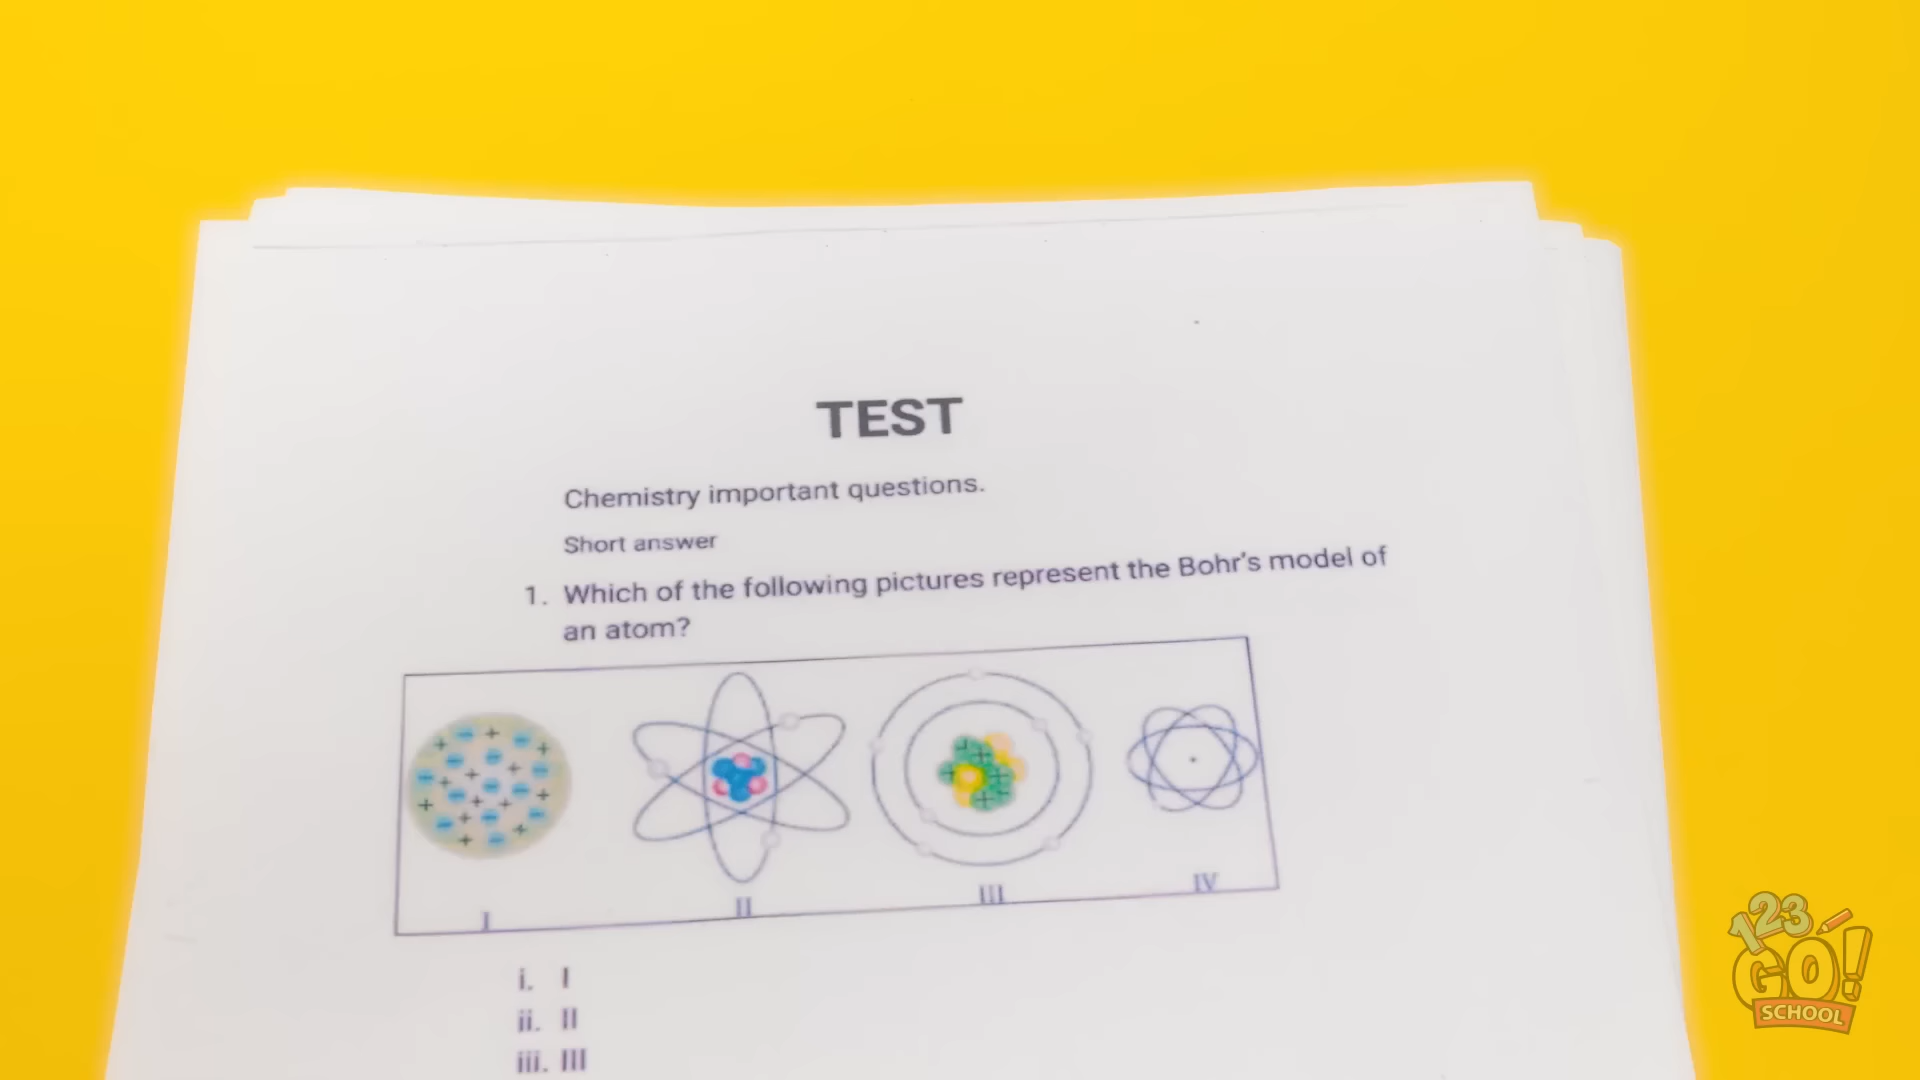 TEST
Chemistry important questions.
Short answer
1. Which of the following pictures represent the Bohr's model of
an atom?
I II III IV
i. I
ii. II
iii. III
123
GO!
SCHOOL